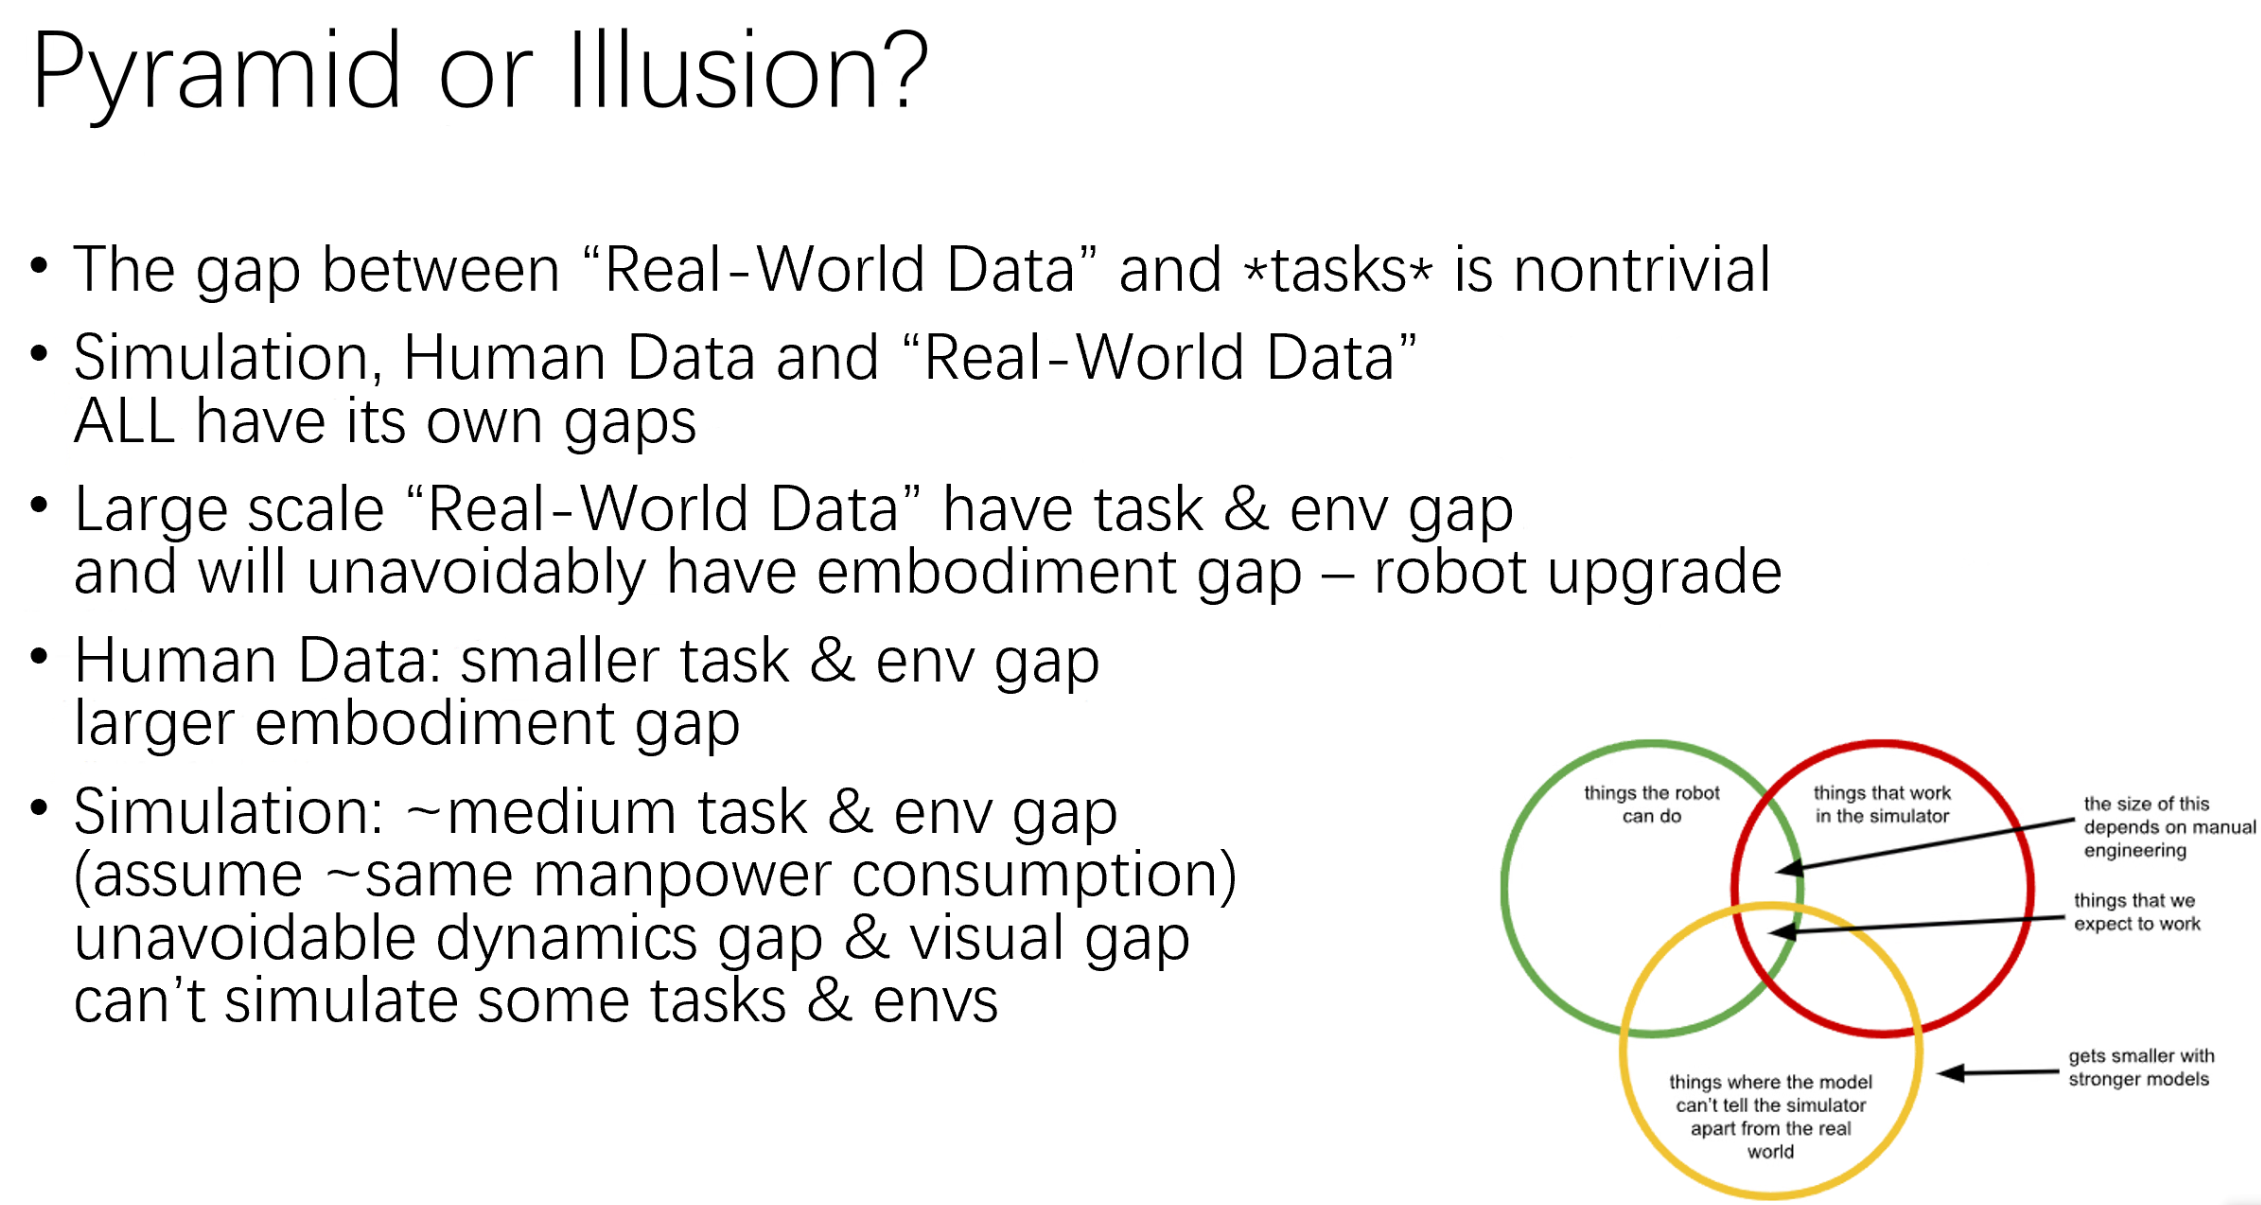 Pyramid or Illusion?
• The gap between “Real-World Data” and *tasks* is nontrivial
• Simulation, Human Data and “Real-World Data”
ALL have its own gaps
• Large scale “Real-World Data” have task & env gap
and will unavoidably have embodiment gap – robot upgrade
• Human Data: smaller task & env gap
larger embodiment gap
• Simulation: ~medium task & env gap
(assume ~same manpower consumption)
unavoidable dynamics gap & visual gap
can’t simulate some tasks & envs
things the robot
can do
things that work
in the simulator
the size of this
depends on manual
engineering
things that we
expect to work
gets smaller with
stronger models
things where the model
can't tell the simulator
apart from the real
world